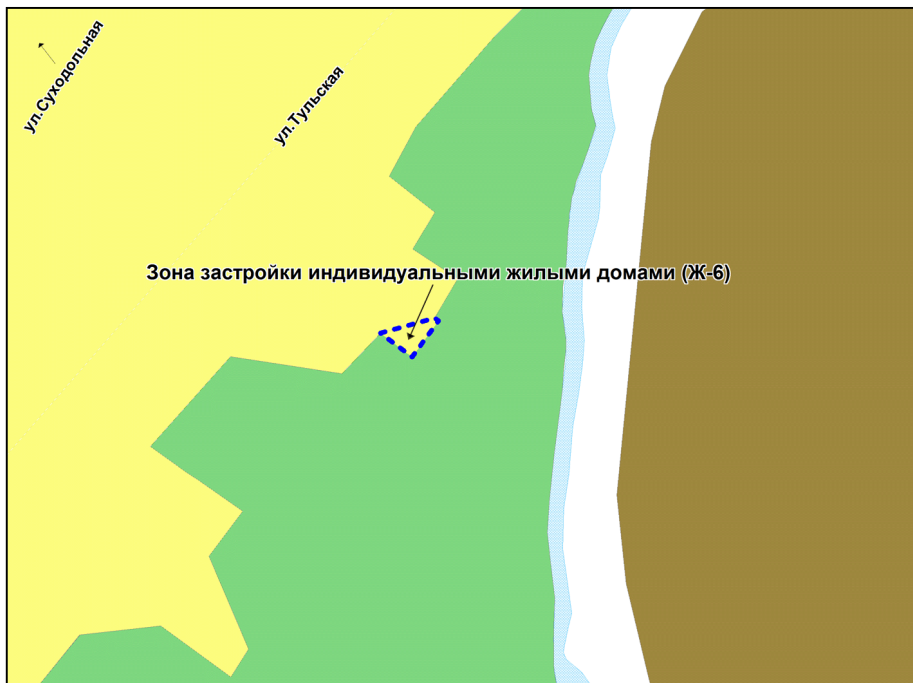 ул.Суходольная
ул.Тульская
Зона застройки индивидуальными жилыми домами (Ж-6)